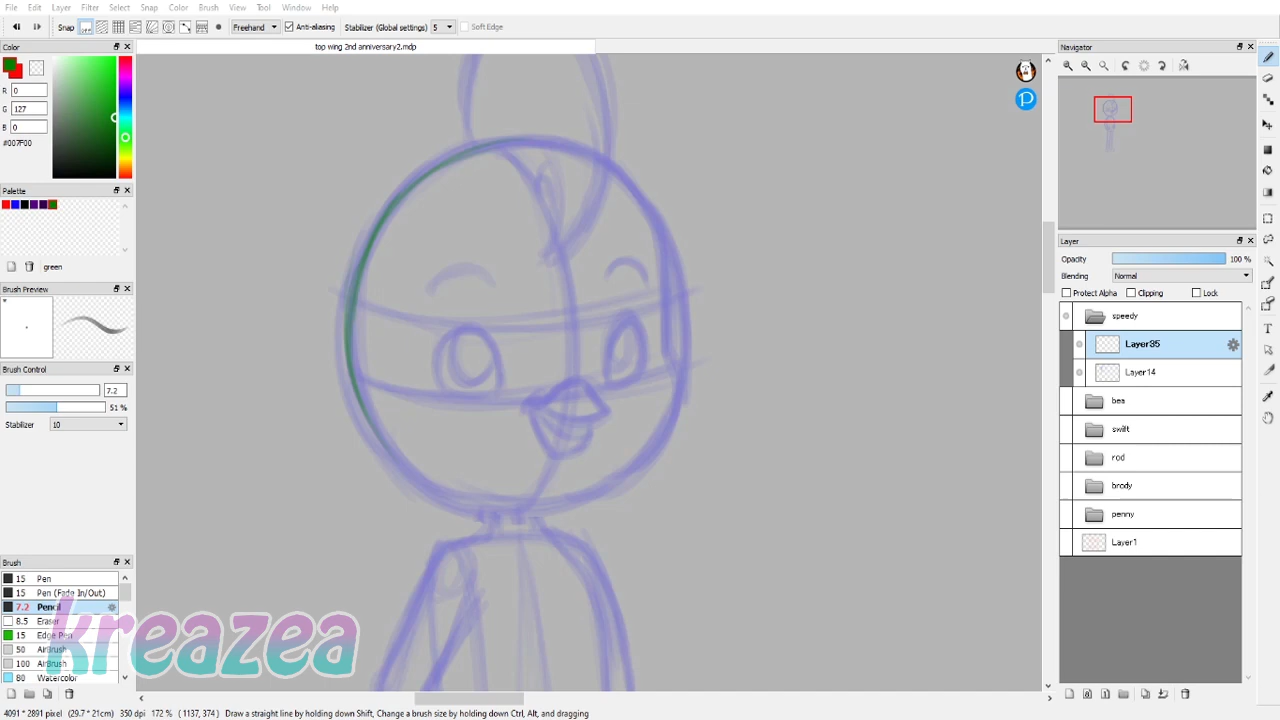 File Edit Layer Filter Select Snap Color Brush View Tool Window Help
Snap off Freehand Anti-aliasing Stabilizer (Global settings) 5 Soft Edge
Color
top wing 2nd anniversary2.mdp
Navigator
R 0
G 127
B 0
#007F00
Palette
green
Brush Preview
Brush Control
7.2
51 %
Stabilizer 10
Brush
15 Pen
15 Pen (Fade In/Out)
7.2 Pencil
8.5 Eraser
15 Edge Pen
50 AirBrush
100 AirBrush
80 Watercolor
kreazea
Layer
Opacity 100 %
Blending Normal
Protect Alpha Clipping Lock
speedy
Layer35
Layer14
bea
swift
rod
brody
penny
Layer1
4091 * 2891 pixel (29.7 * 21cm) 350 dpi 172 % ( 1137, 374 ) Draw a straight line by holding down Shift, Change a brush size by holding down Ctrl, Alt, and dragging